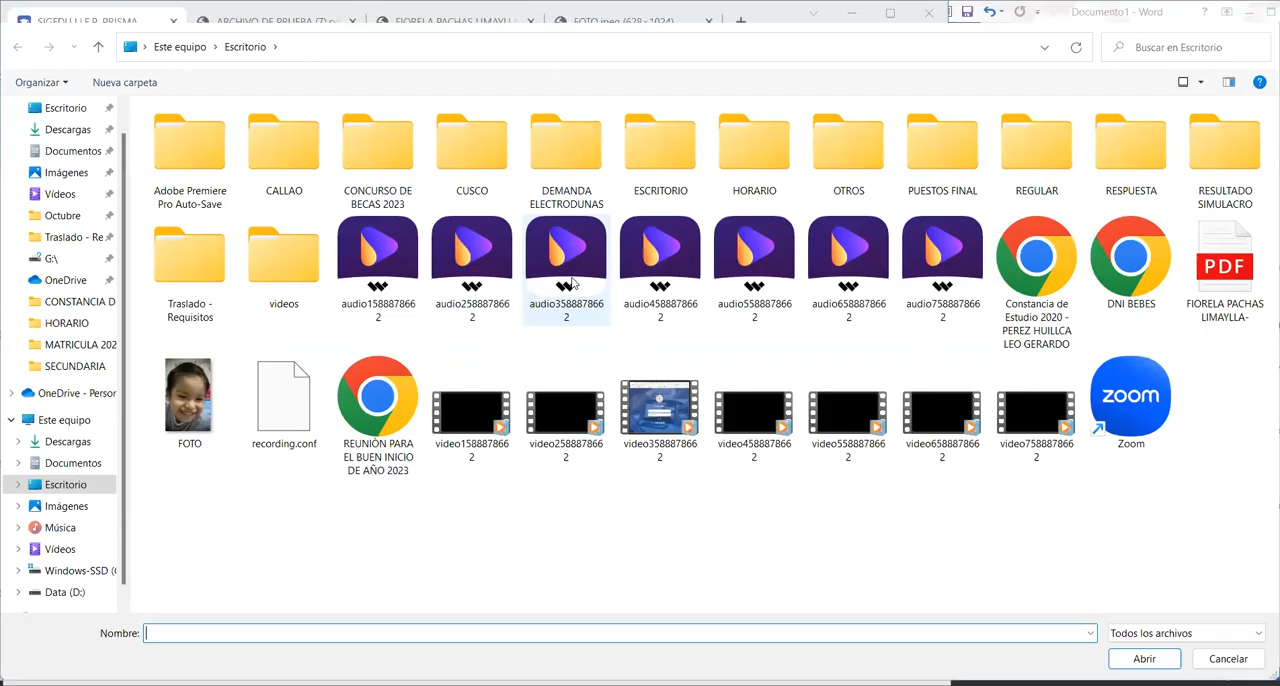 SIGEDU | I.E.P. PRISMA
ARCHIVO DE PRUEBA (7).p
FIORELA PACHAS LIMAYLLA
FOTO.jpeg (628×1024)
Documento1 - Word
Este equipo > Escritorio >
Buscar en Escritorio
Organizar
Nueva carpeta
Escritorio
Descargas
Documentos
Imágenes
Vídeos
Octubre
Traslado - Re
G:\
OneDrive
CONSTANCIA D
HORARIO
MATRICULA 202
SECUNDARIA
OneDrive - Person
Este equipo
Descargas
Documentos
Escritorio
Imágenes
Música
Vídeos
Windows-SSD (
Data (D:)
Adobe Premiere
Pro Auto-Save
CALLAO
CONCURSO DE
BECAS 2023
CUSCO
DEMANDA
ELECTRODUNAS
ESCRITORIO
HORARIO
OTROS
PUESTOS FINAL
REGULAR
RESPUESTA
RESULTADO
SIMULACRO
Traslado -
Requisitos
videos
audio158887866
2
audio258887866
2
audio358887866
2
audio458887866
2
audio558887866
2
audio658887866
2
audio758887866
2
Constancia de
Estudio 2020 -
PEREZ HUILLCA
LEO GERARDO
DNI BEBES
PDF
FIORELA PACHAS
LIMAYLLA-
FOTO
recording.conf
REUNIÓN PARA
EL BUEN INICIO
DE AÑO 2023
video158887866
2
video258887866
2
video358887866
2
video458887866
2
video558887866
2
video658887866
2
video758887866
2
zoom
Zoom
Nombre:
Todos los archivos
Abrir
Cancelar